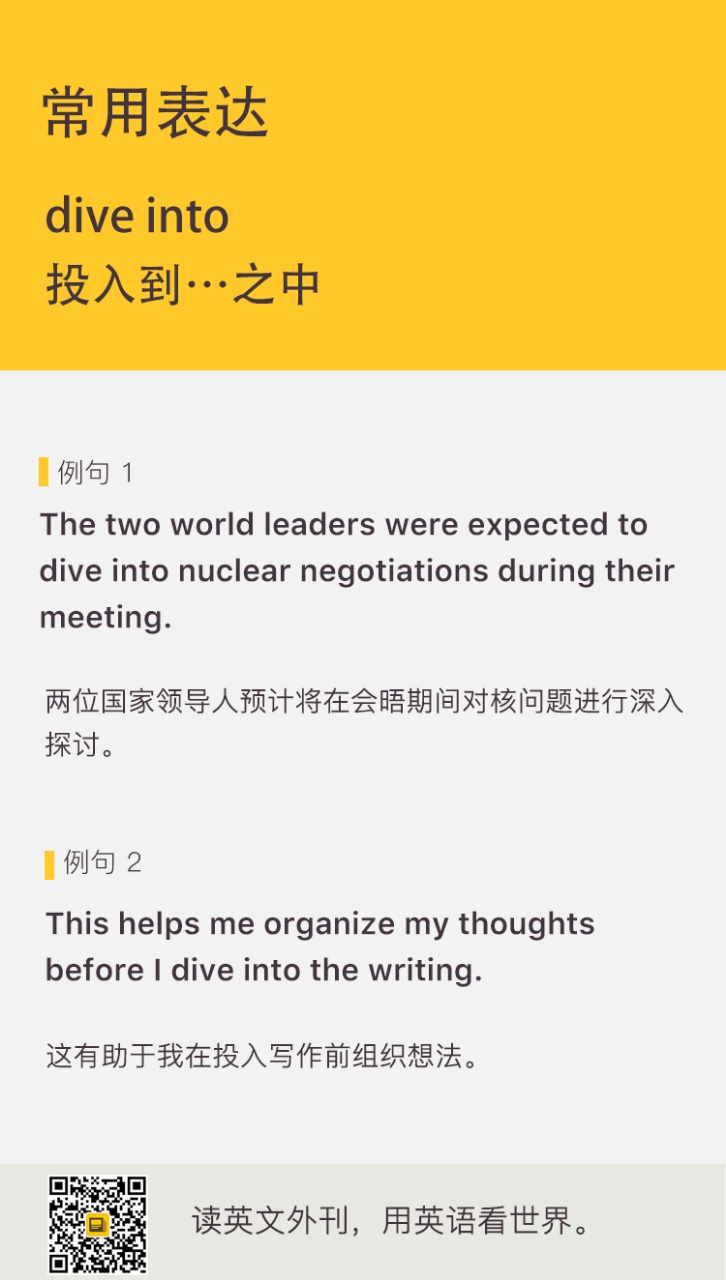 常用表达
dive into
投入到…之中
例句 1
The two world leaders were expected to
dive into nuclear negotiations during their
meeting.
两位国家领导人预计将在会晤期间对核问题进行深入
探讨。
例句 2
This helps me organize my thoughts
before I dive into the writing.
这有助于我在投入写作前组织想法。
读英文外刊，用英语看世界。